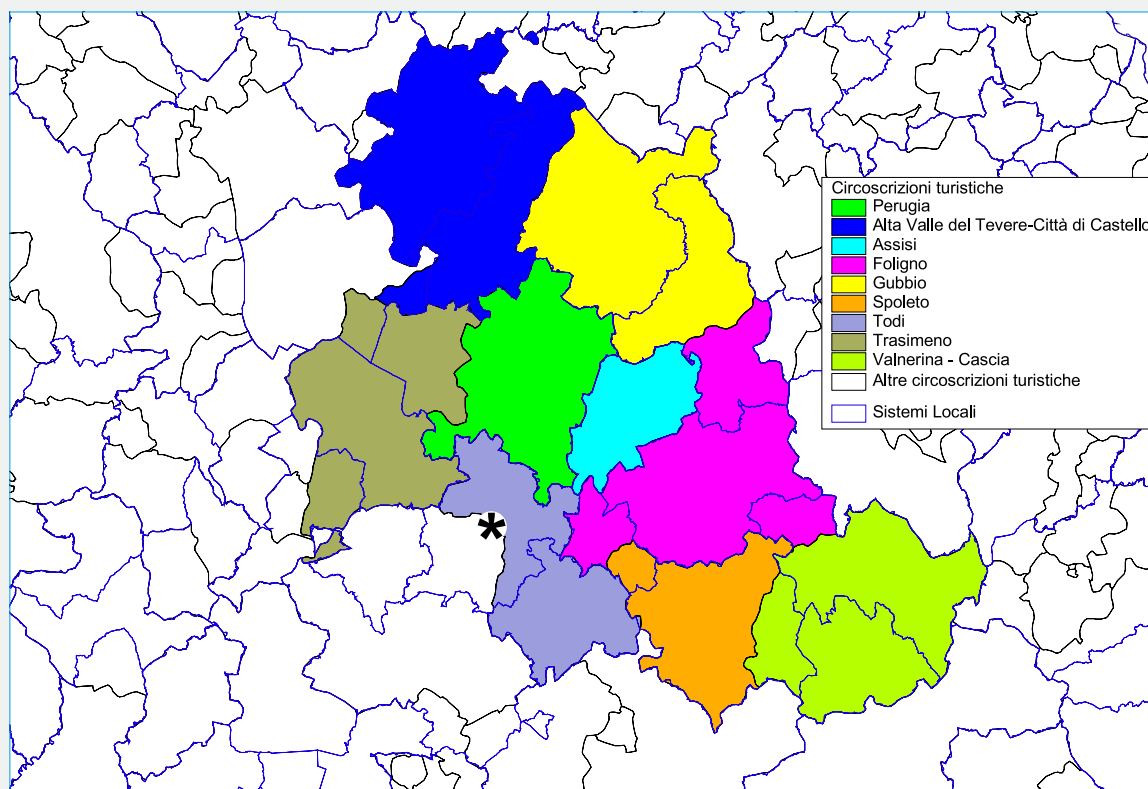 Circoscrizioni turistiche
Perugia
Alta Valle del Tevere-Città di Castello
Assisi
Foligno
Gubbio
Spoleto
Todi
Trasimeno
Valnerina - Cascia
Altre circoscrizioni turistiche
Sistemi Locali
*